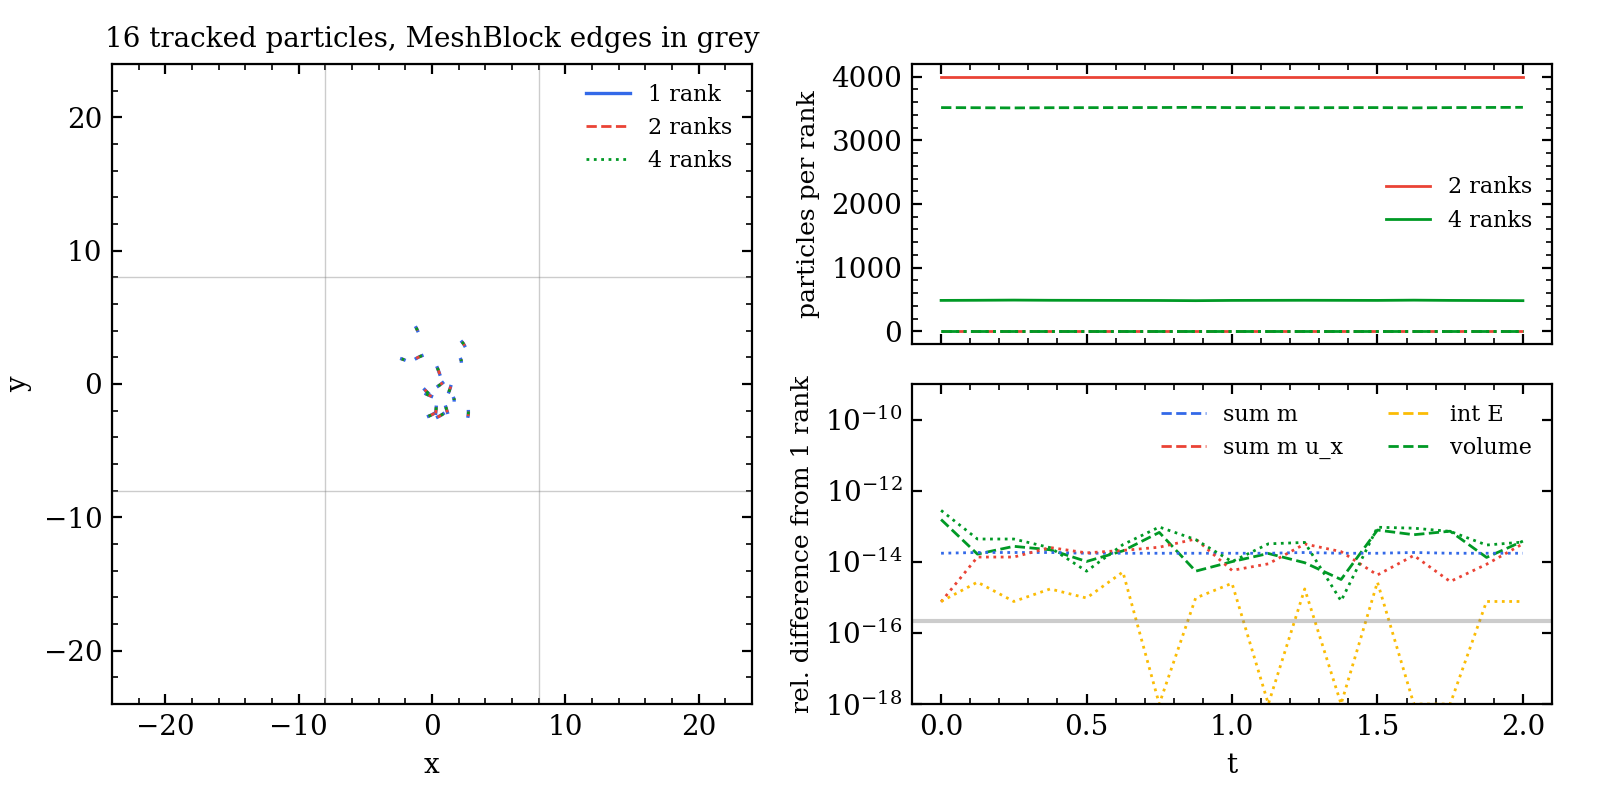 16 tracked particles, MeshBlock edges in grey
1 rank
2 ranks
4 ranks
20
10
0
−10
−20
y
−20
−10
0
10
20
x
4000
3000
2000
1000
0
particles per rank
2 ranks
4 ranks
10⁻¹⁰
10⁻¹²
10⁻¹⁴
10⁻¹⁶
10⁻¹⁸
rel. difference from 1 rank
sum m
sum m u_x
int E
volume
0.0
0.5
1.0
1.5
2.0
t